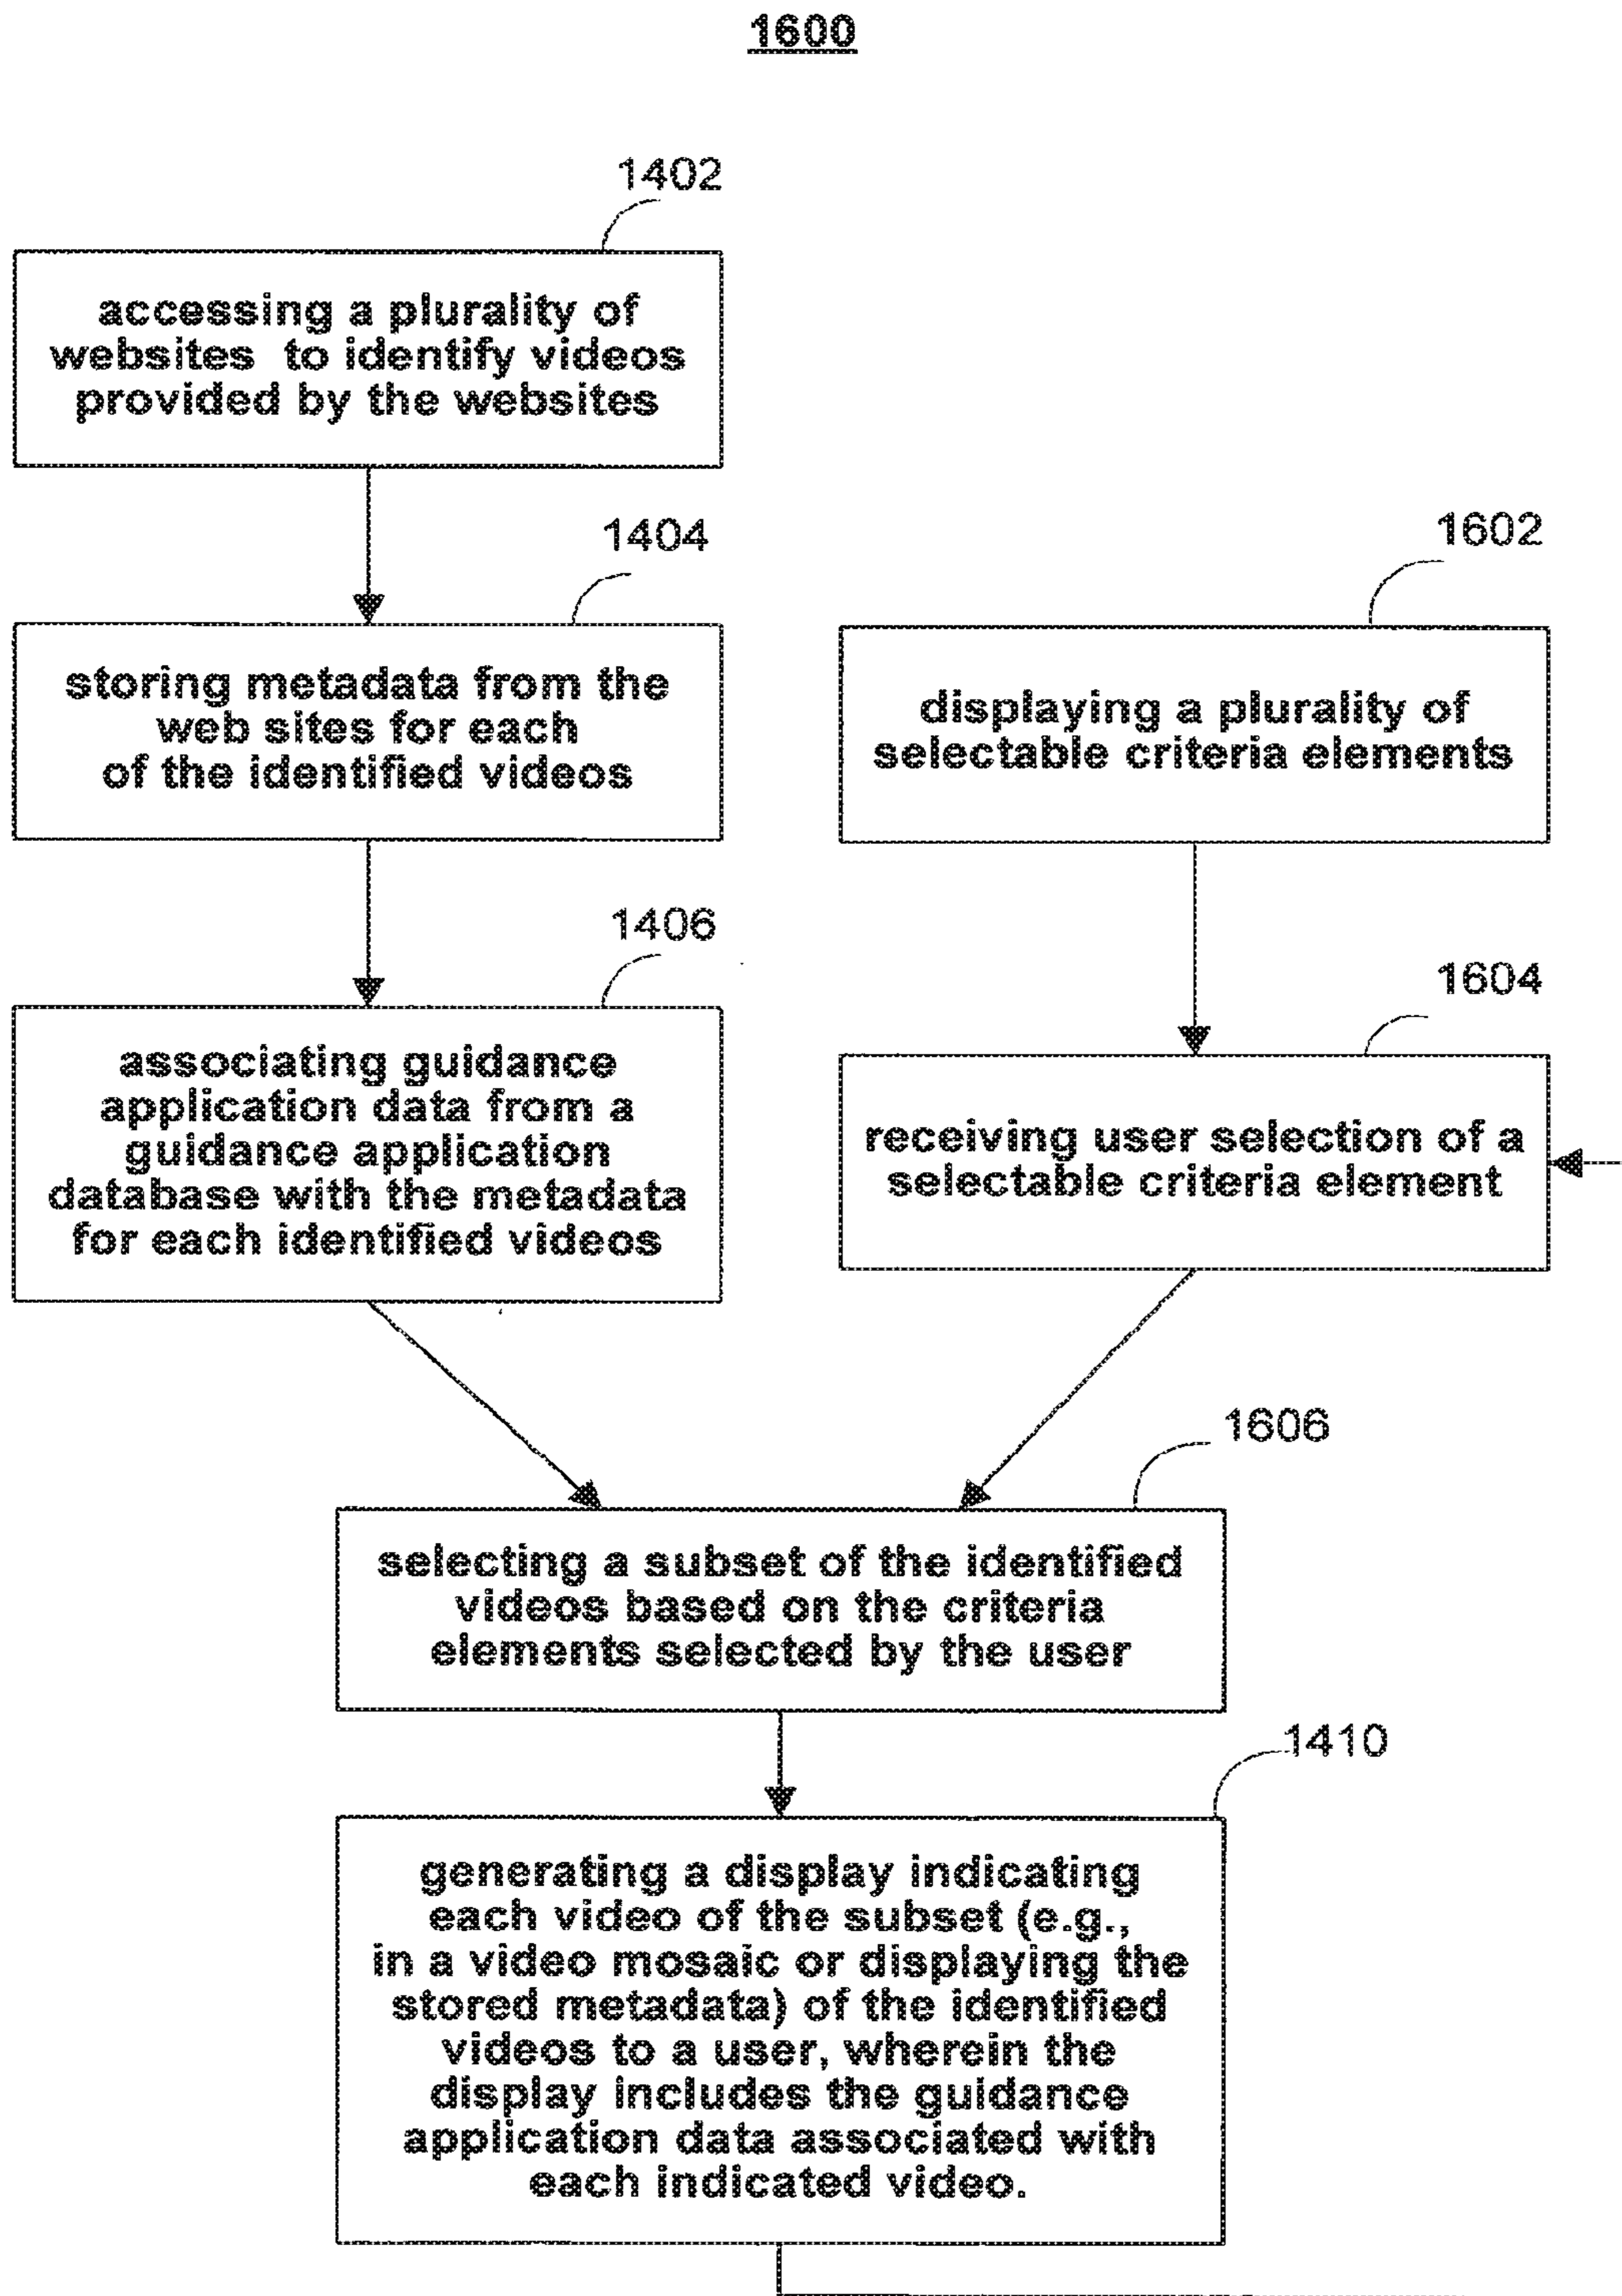 1600
1402
accessing a plurality of
websites to identify videos
provided by the websites
1404
storing metadata from the
web sites for each
of the identified videos
1602
displaying a plurality of
selectable criteria elements
1406
associating guidance
application data from a
guidance application
database with the metadata
for each identified videos
1604
receiving user selection of a
selectable criteria element
1606
selecting a subset of the identified
videos based on the criteria
elements selected by the user
1410
generating a display indicating
each video of the subset (e.g.,
in a video mosaic or displaying the
stored metadata) of the identified
videos to a user, wherein the
display includes the guidance
application data associated with
each indicated video.